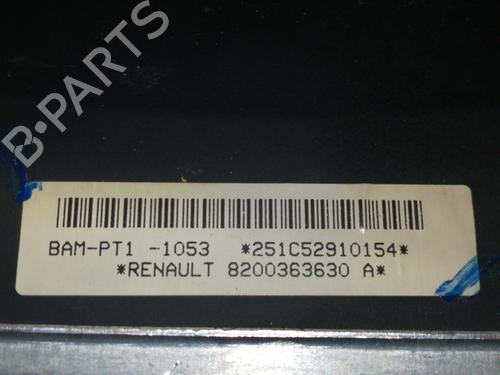 B-PARTS
BAM-PT1 -1053 *251C52910154*
*RENAULT 8200363630 A*